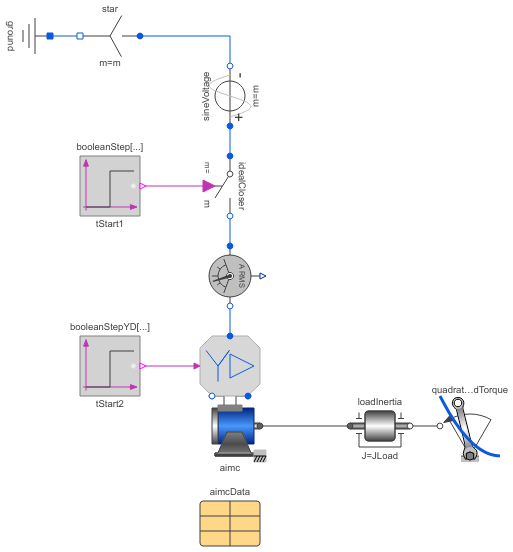 star
ground
m=m
sineVoltage
m=m
-
+
booleanStep[...]
m=
m
idealCloser
tStart1
A RMS
booleanStepYD[...]
tStart2
aimc
loadInertia
J=JLoad
quadrat...dTorque
aimcData